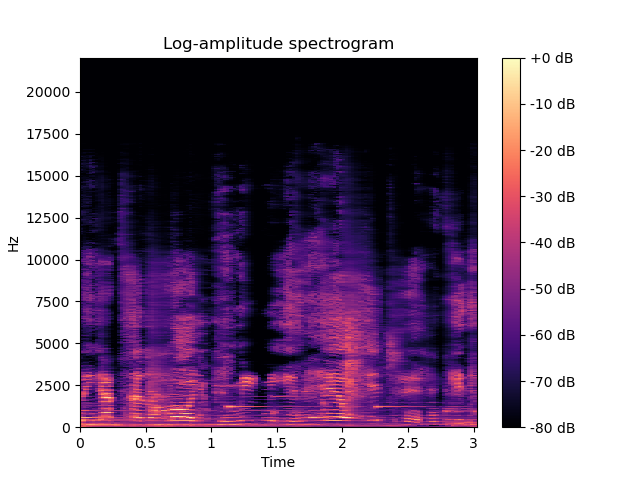 Log-amplitude spectrogram
Hz
20000
17500
15000
12500
10000
7500
5000
2500
0
0
0.5
1
1.5
2
2.5
3
Time
+0 dB
-10 dB
-20 dB
-30 dB
-40 dB
-50 dB
-60 dB
-70 dB
-80 dB